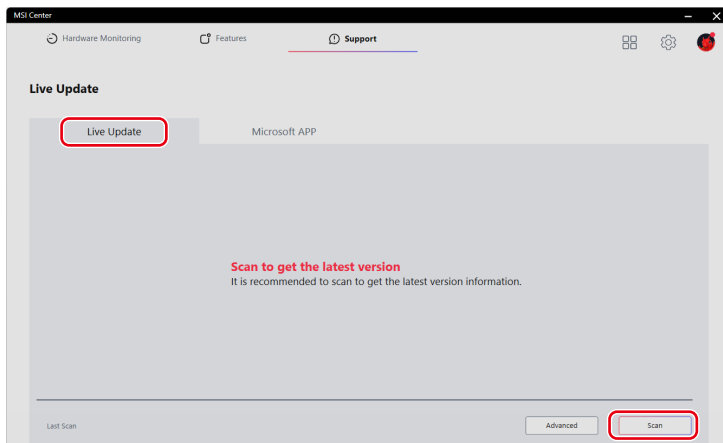 MSI Center
Hardware Monitoring
Features
Support
Live Update
Live Update
Microsoft APP
Scan to get the latest version
It is recommended to scan to get the latest version information.
Last Scan
Advanced
Scan